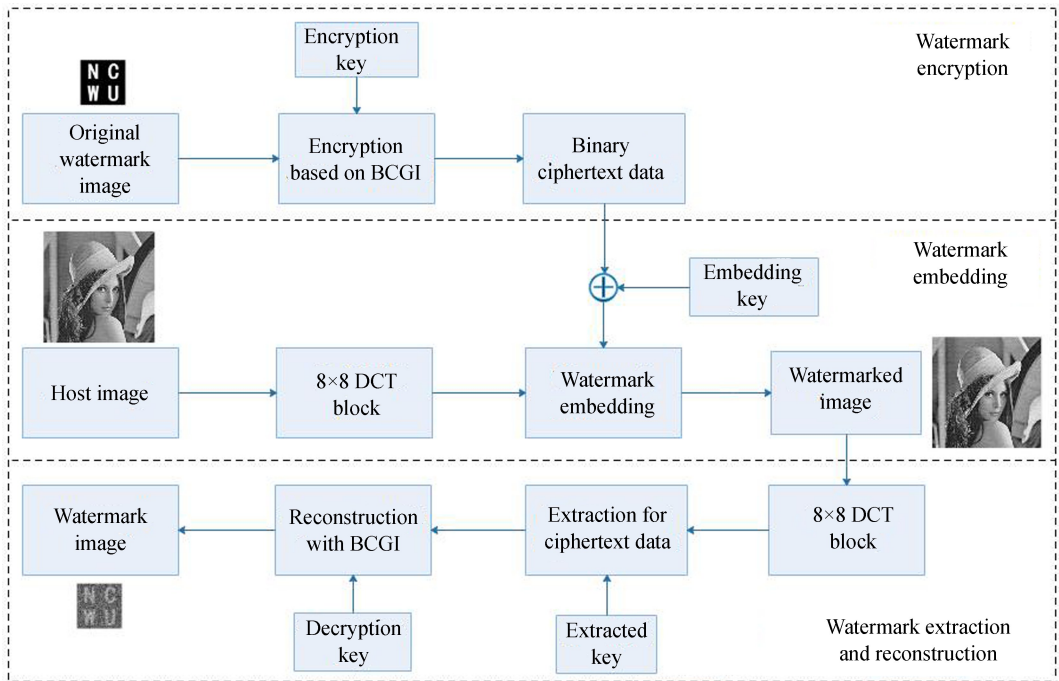 Encryption
key
Watermark
encryption
N C
W U
Original
watermark
image
Encryption
based on BCGI
Binary
ciphertext data
Watermark
embedding
Embedding
key
Host image
8×8 DCT
block
Watermark
embedding
Watermarked
image
Watermark
image
Reconstruction
with BCGI
Extraction for
ciphertext data
8×8 DCT
block
N C
W U
Decryption
key
Extracted
key
Watermark extraction
and reconstruction